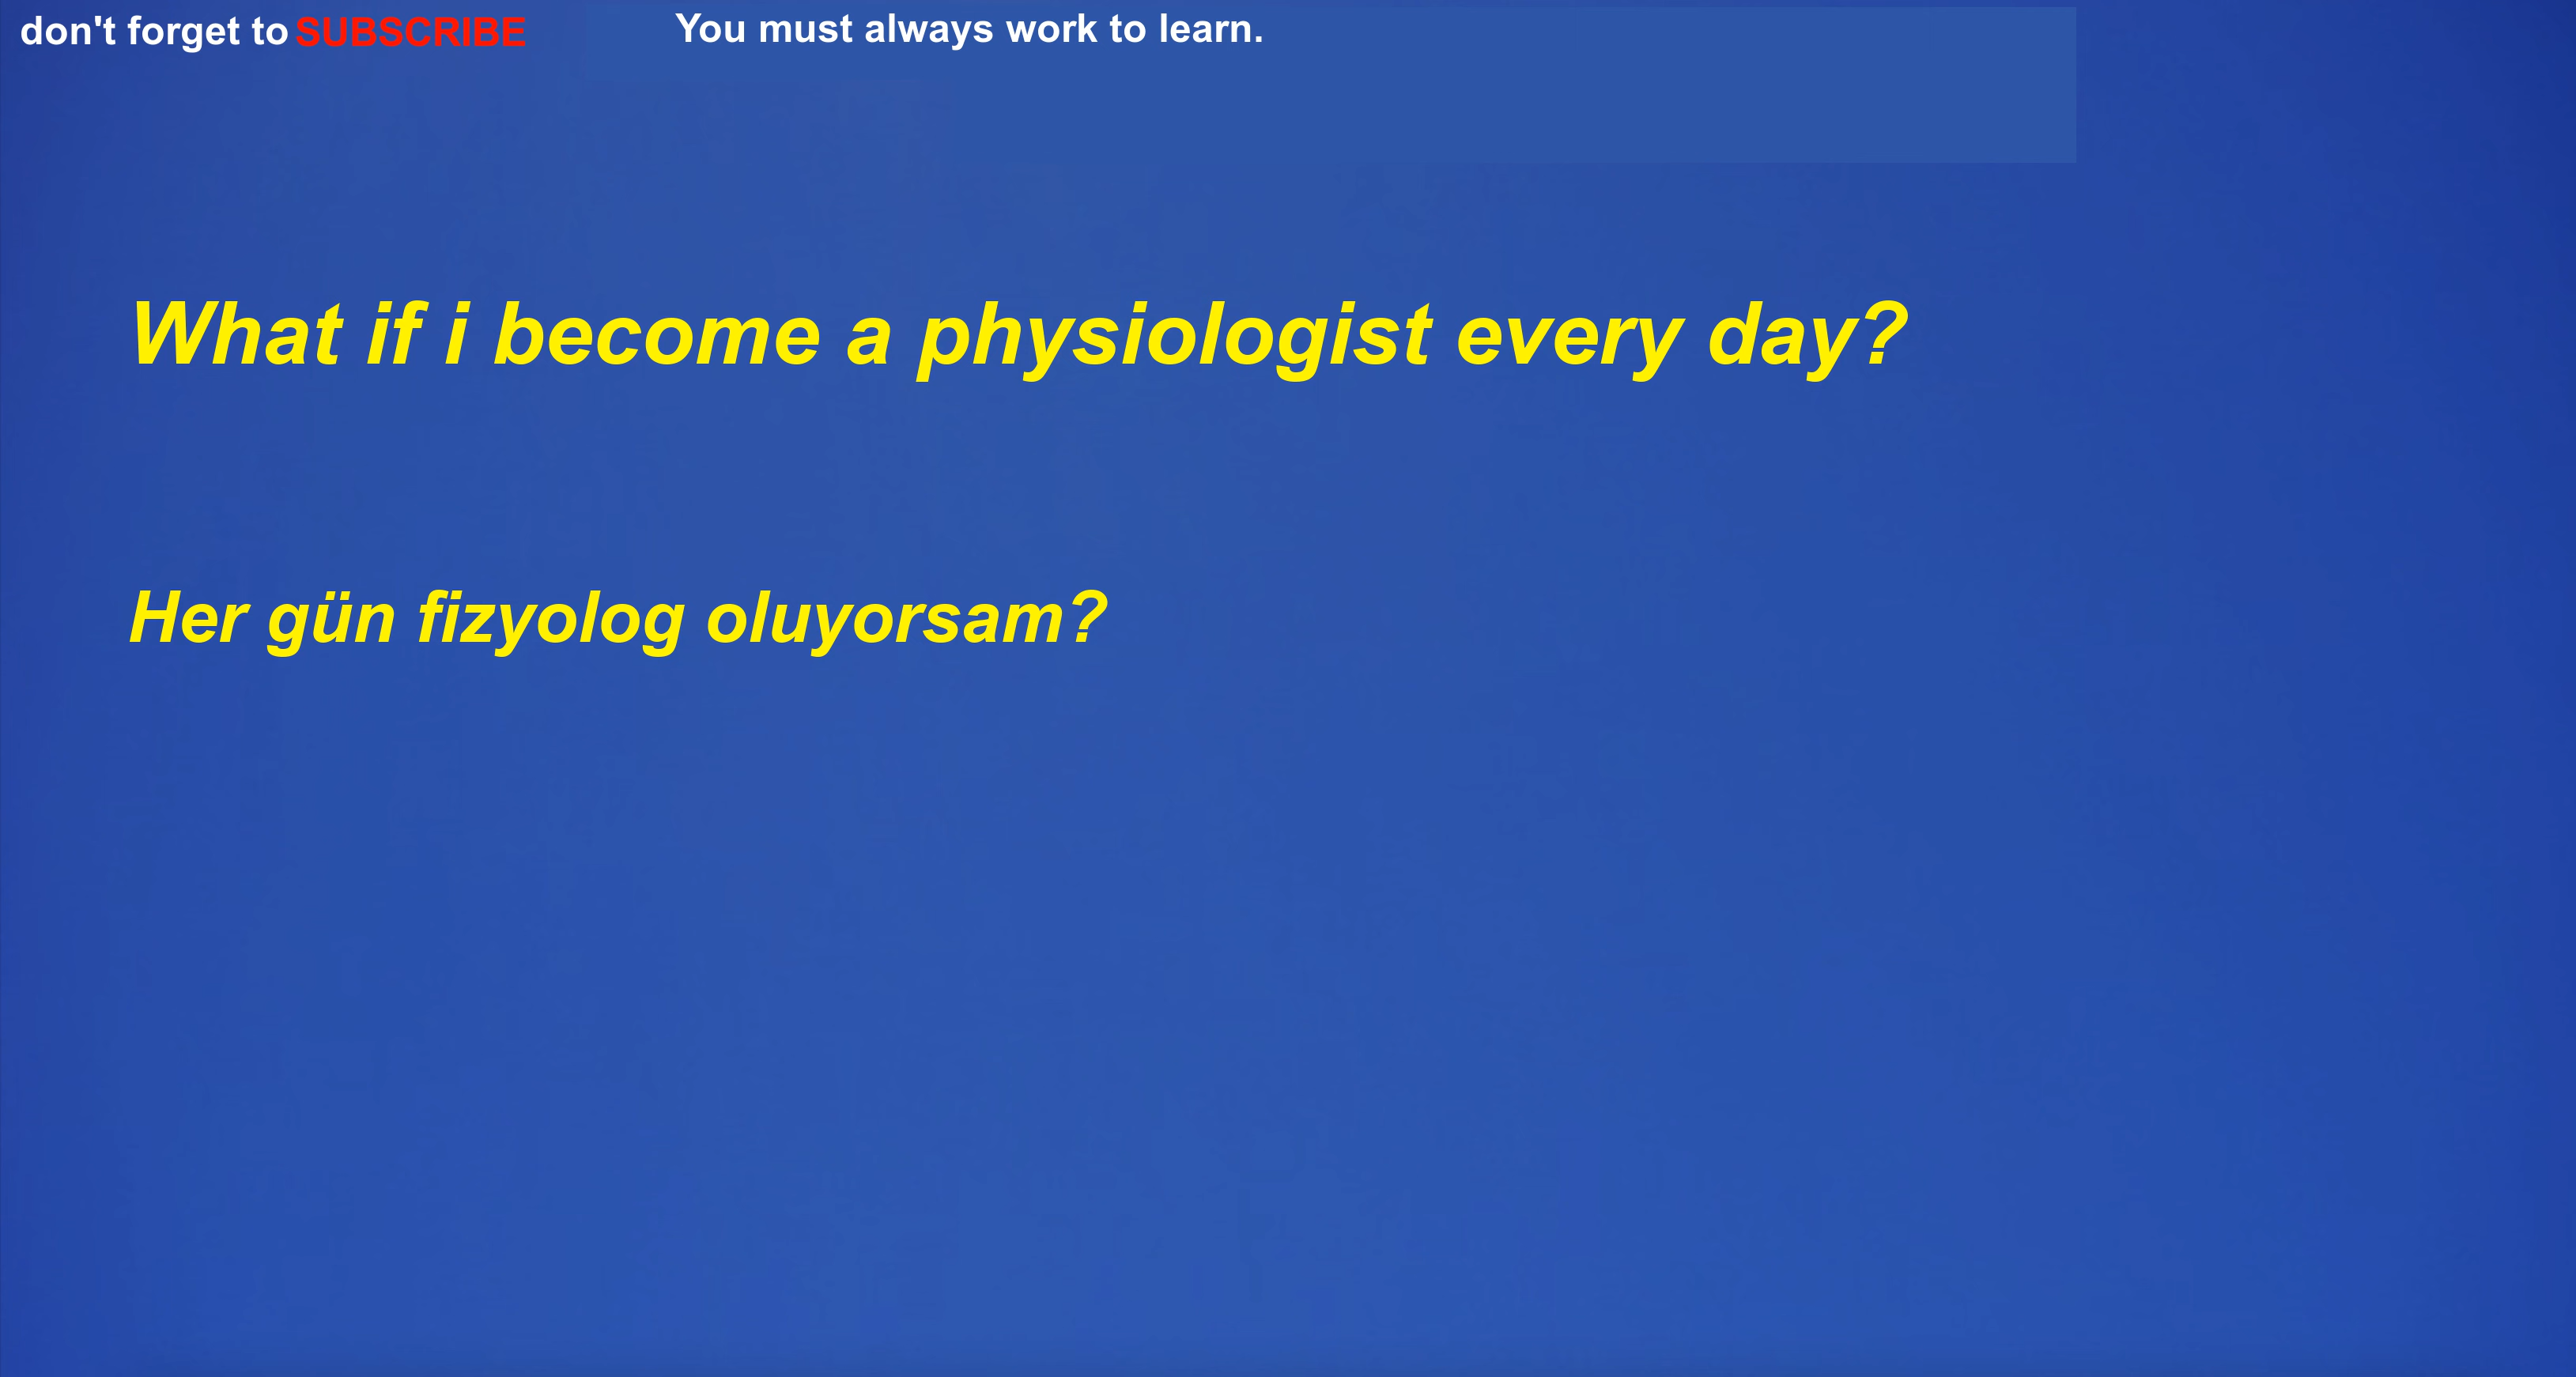 don't forget to SUBSCRIBE You must always work to learn.
What if i become a physiologist every day?
Her gün fizyolog oluyorsam?